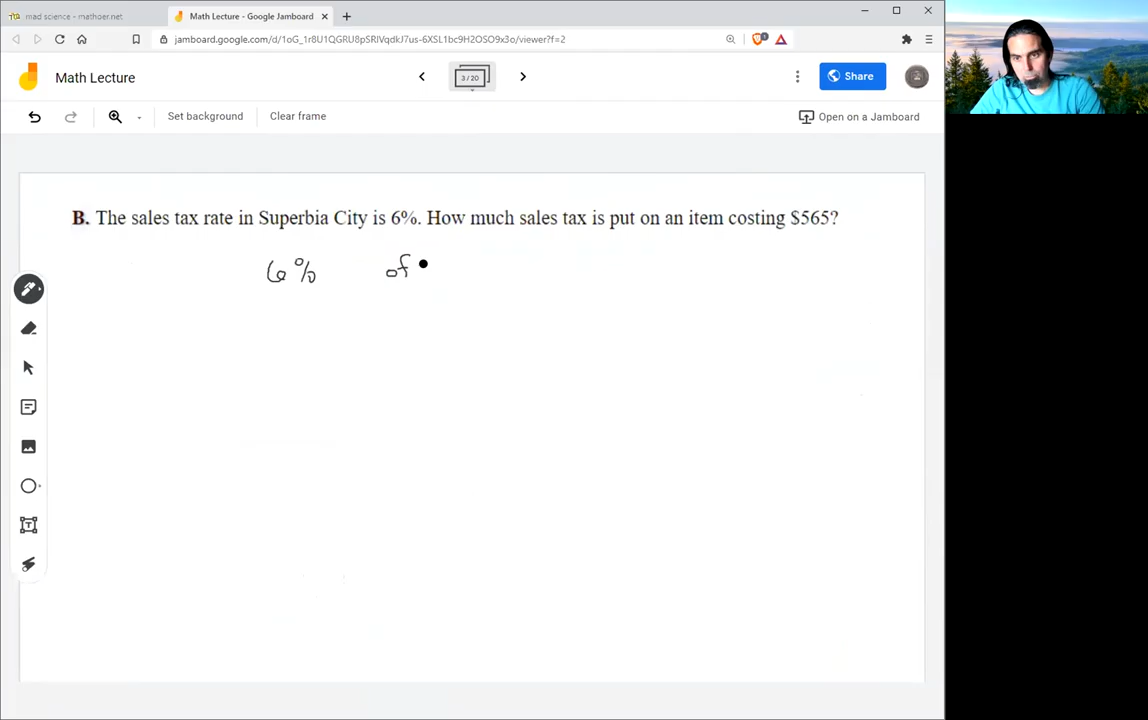 mad science - mathoer.net
Math Lecture - Google Jamboard
jamboard.google.com/d/1oG_1r8U1QGRU8pSRlVqdkJ7us-6XSL1bc9H2OSO9x3o/viewer?f=2
Math Lecture
3 / 20
Share
Set background
Clear frame
Open on a Jamboard
B. The sales tax rate in Superbia City is 6%. How much sales tax is put on an item costing $565?
6% of